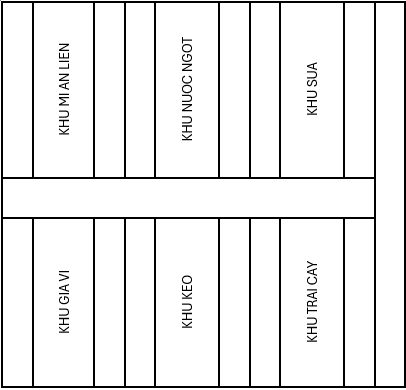 KHU MI AN LIEN
KHU NUOC NGOT
KHU SUA
KHU GIA VI
KHU KEO
KHU TRAI CAY